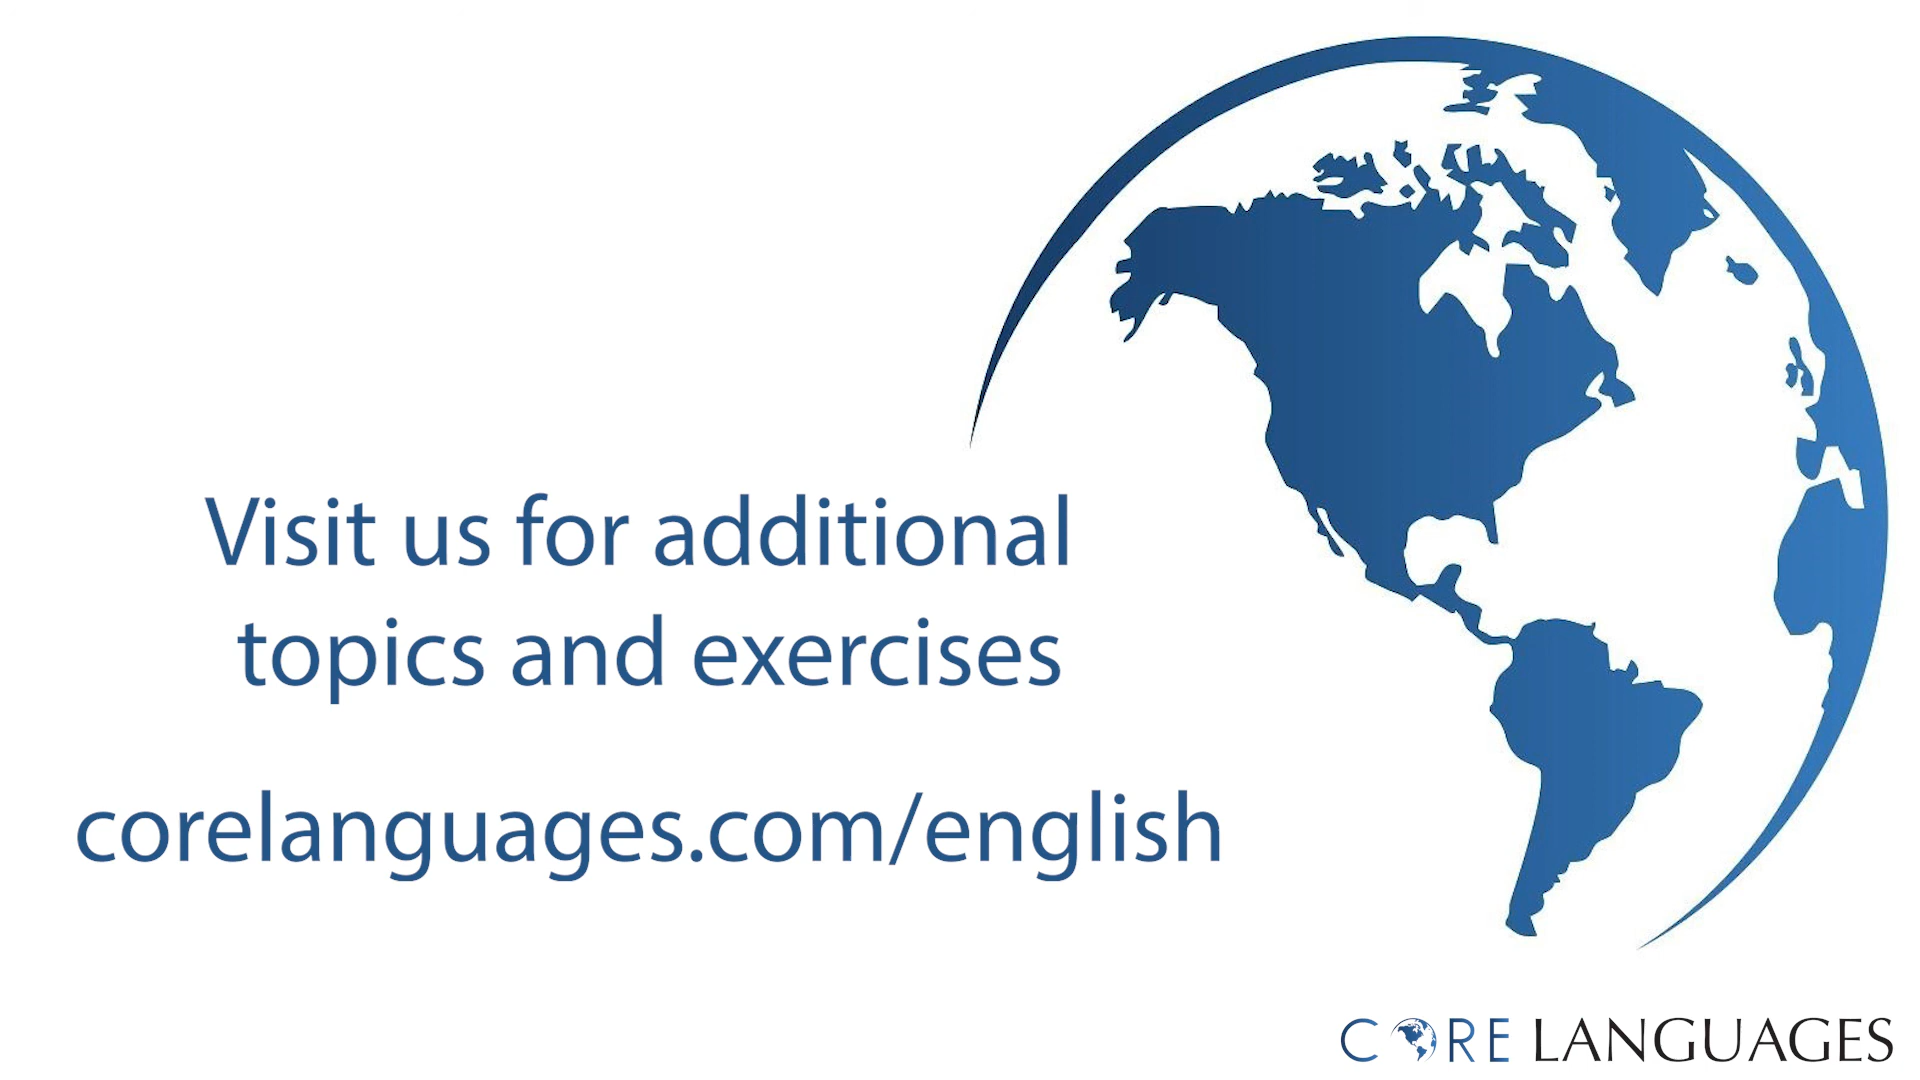 Visit us for additional
topics and exercises
corelanguages.com/english
CORE LANGUAGES